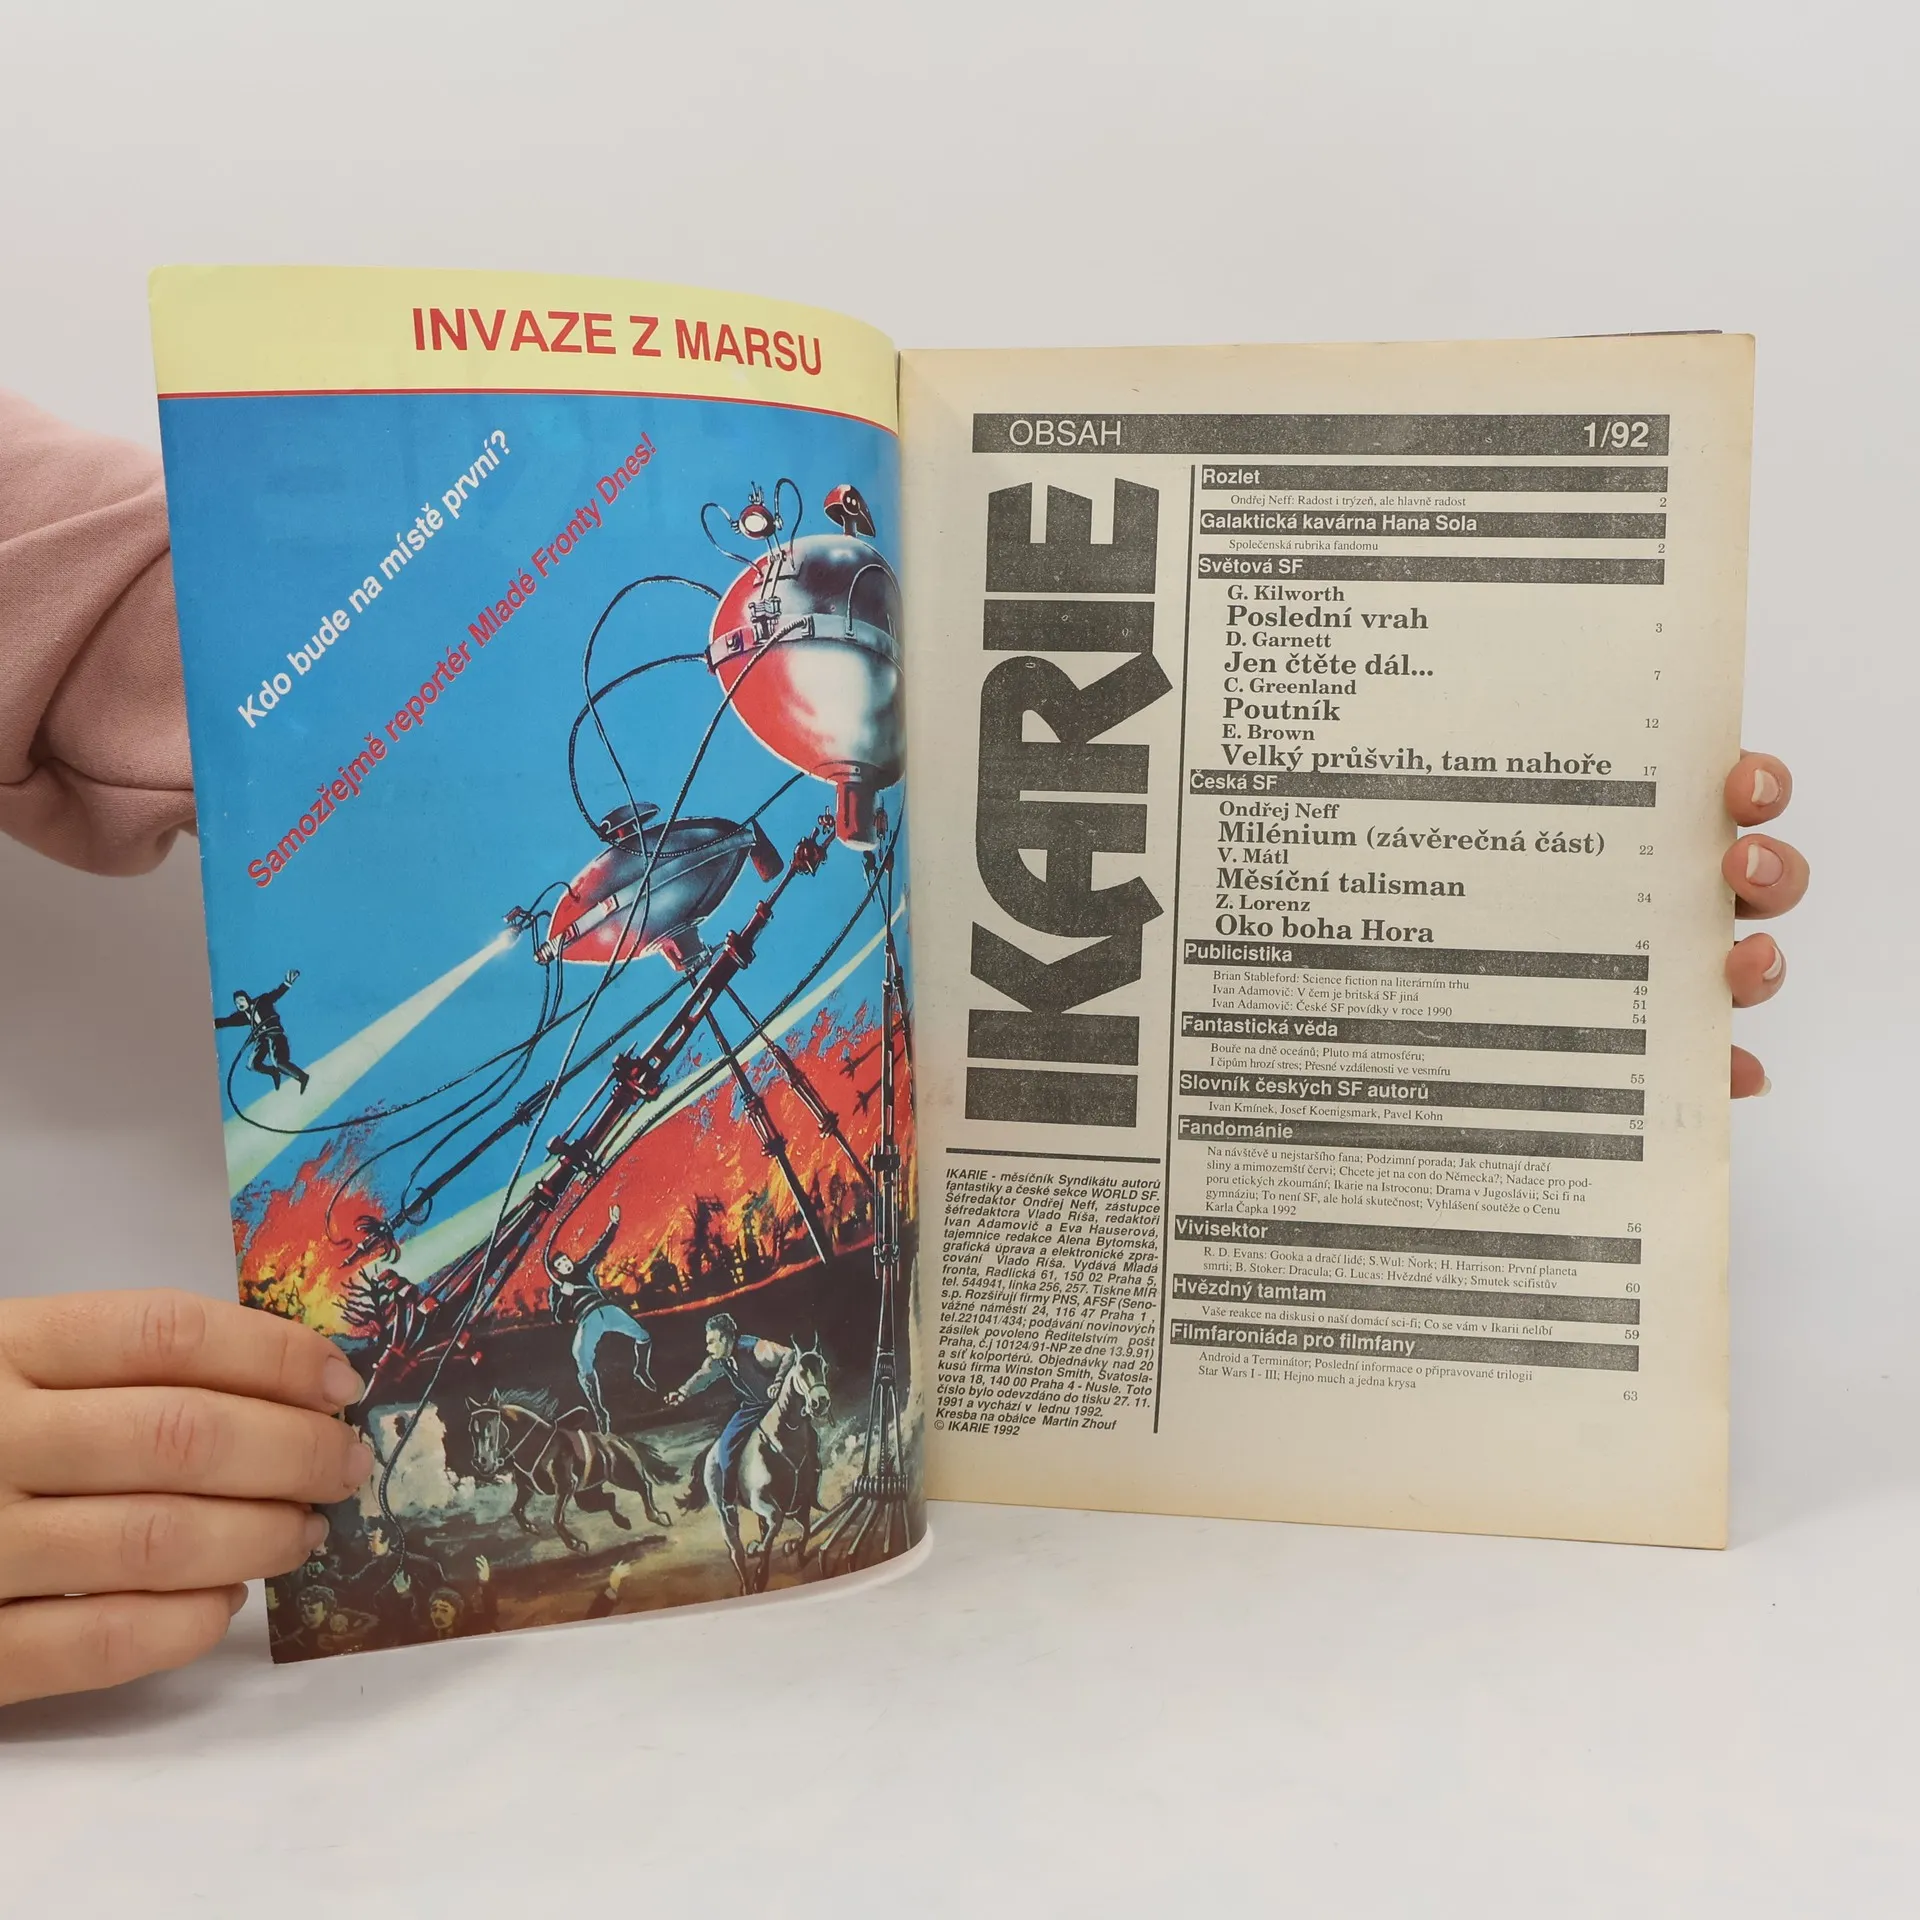 INVAZE Z MARSU
Kdo bude na místě první?
Samozřejmě reportér Mladé Fronty Dnes!
OBSAH 1/92
IKARIE
Rozlet
Ondřej Neff: Radost i trýzeň, ale hlavně radost 2
Galaktická kavárna Hana Sola
Společenská rubrika fandomu 2
Světová SF
G. Kilworth
Poslední vrah 3
D. Garnett
Jen čtěte dál... 7
C. Greenland
Poutník 12
E. Brown
Velký průšvih, tam nahoře 17
Česká SF
Ondřej Neff
Milénium (závěrečná část) 22
V. Mátl
Měsíční talisman 34
Z. Lorenz
Oko boha Hora 46
Publicistika
Brian Stableford: Science fiction na literárním trhu 49
Ivan Adamovič: V čem je britská SF jiná 51
Ivan Adamovič: České SF povídky v roce 1990 54
Fantastická věda
Bouře na dně oceánů; Pluto má atmosféru;
I čipům hrozí stres; Přesné vzdálenosti ve vesmíru 55
Slovník českých SF autorů
Ivan Kmínek, Josef Koenigsmark, Pavel Kohn 52
Fandománie
Na návštěvě u nejstaršího fana; Podzimní porada; Jak chutnají dračí
sliny a mimozemští červi; Chcete jet na con do Německa?; Nadace pro pod-
poru etických zkoumání; Ikarie na Istroconu; Drama v Jugoslávii; Sci fi na
gymnáziu; To není SF, ale holá skutečnost; Vyhlášení soutěže o Cenu
Karla Čapka 1992 56
Vivisektor
R. D. Evans: Gooka a dračí lidé; S.Wul: Ňork; H. Harrison: První planeta
smrti; B. Stoker: Dracula; G. Lucas: Hvězdné války; Smutek scifistův 60
Hvězdný tamtam
Vaše reakce na diskusi o naší domácí sci-fi; Co se vám v Ikarii nelíbí 59
Filmfaroniáda pro filmfany
Android a Terminátor; Poslední informace o připravované trilogii
Star Wars I - III; Hejno much a jedna krysa 63
IKARIE - měsíčník Syndikátu autorů
fantastiky a české sekce WORLD SF.
Šéfredaktor Ondřej Neff, zástupce
šéfredaktora Vlado Ríša, redaktoři
Ivan Adamovič a Eva Hauserová,
tajemnice redakce Alena Bytomská,
grafická úprava a elektronické zpra-
cování Vlado Ríša. Vydává Mladá
fronta, Radlická 61, 150 02 Praha 5,
tel. 544941, linka 256, 257. Tiskne MÍR
s.p. Rozšiřují firmy PNS, AFSF (Seno-
vážné náměstí 24, 116 47 Praha 1 ,
tel.221041/434; podávání novinových
zásilek povoleno Ředitelstvím pošt
Praha, č.j 10124/91-NP ze dne 13.9.91)
a síť kolportérů. Objednávky nad 20
kusů firma Winston Smith, Svatosla-
vova 18, 140 00 Praha 4 - Nusle. Toto
číslo bylo odevzdáno do tisku 27. 11.
1991 a vychází v lednu 1992.
Kresba na obálce Martin Zhouf
© IKARIE 1992